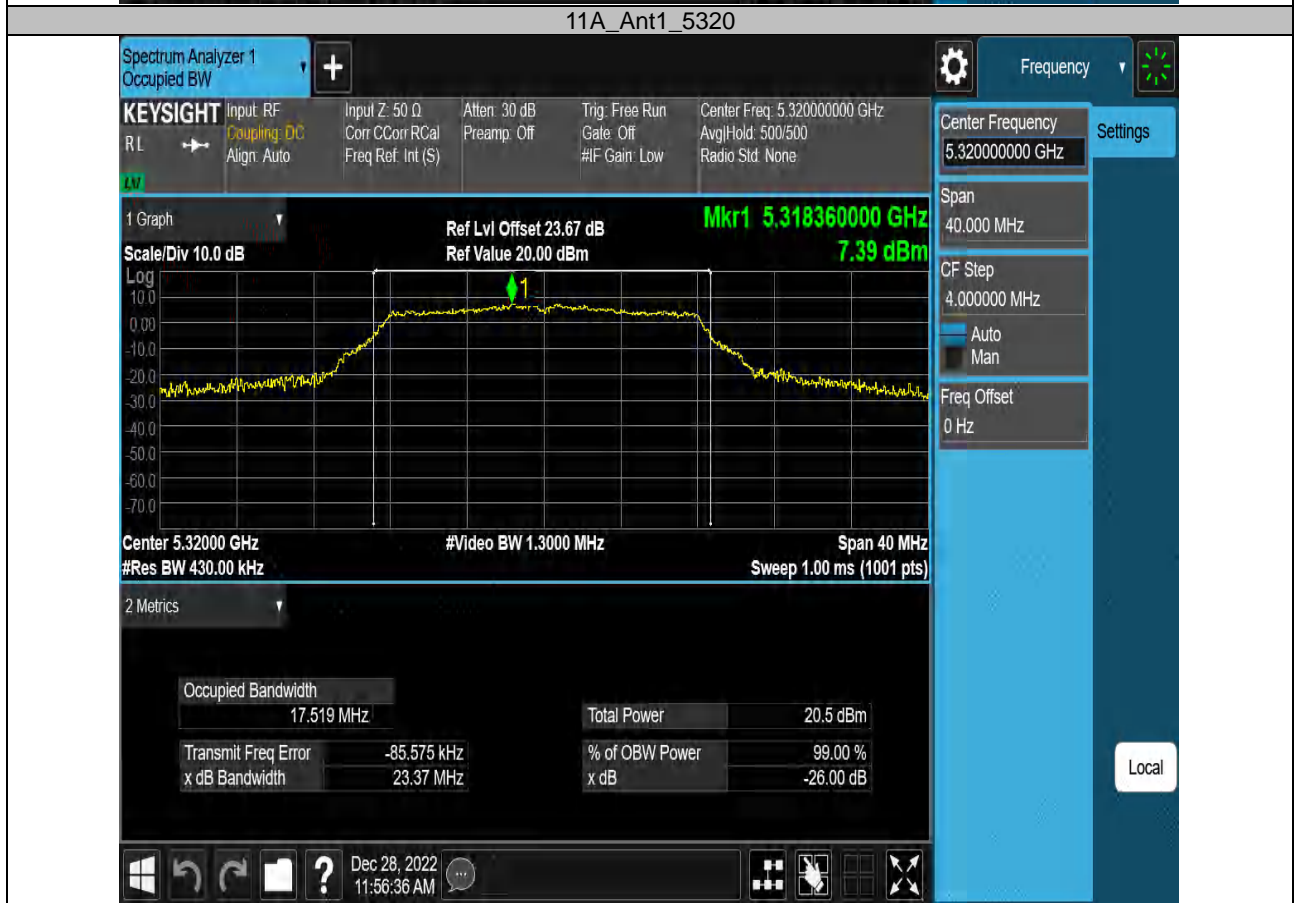 11A_Ant1_5320
Spectrum Analyzer 1
Occupied BW
Frequency
KEYSIGHT
RL
LNI
Input: RF
Coupling: DC
Align: Auto
Input Z: 50 Ω
Corr CCorr RCal
Freq Ref: Int (S)
Atten: 30 dB
Preamp: Off
Trig: Free Run
Gate: Off
#IF Gain: Low
Center Freq: 5.320000000 GHz
Avg|Hold: 500/500
Radio Std: None
Center Frequency
5.320000000 GHz
Settings
Span
40.000 MHz
CF Step
4.000000 MHz
Auto
Man
Freq Offset
0 Hz
1 Graph
Scale/Div 10.0 dB
Ref Lvl Offset 23.67 dB
Ref Value 20.00 dBm
Mkr1 5.318360000 GHz
7.39 dBm
Log
1
10.0
0.00
-10.0
-20.0
-30.0
-40.0
-50.0
-60.0
-70.0
Center 5.32000 GHz
#Video BW 1.3000 MHz
Span 40 MHz
#Res BW 430.00 kHz
Sweep 1.00 ms (1001 pts)
2 Metrics
Occupied Bandwidth
17.519 MHz
Total Power 20.5 dBm
Transmit Freq Error -85.575 kHz
% of OBW Power 99.00 %
x dB Bandwidth 23.37 MHz
x dB -26.00 dB
Local
?
Dec 28, 2022
11:56:36 AM